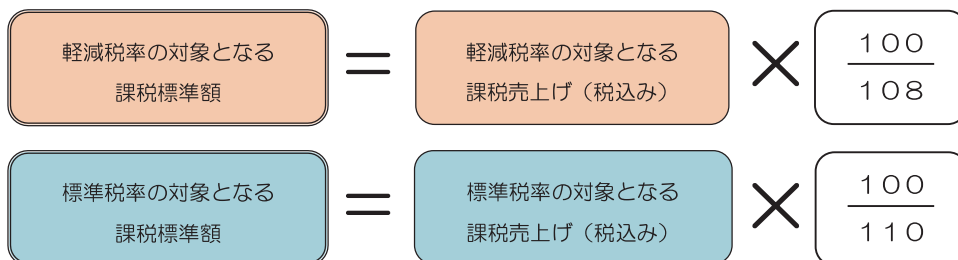 軽減税率の対象となる
課税標準額
=
軽減税率の対象となる
課税売上げ（税込み）
×
100
108
標準税率の対象となる
課税標準額
=
標準税率の対象となる
課税売上げ（税込み）
×
100
110